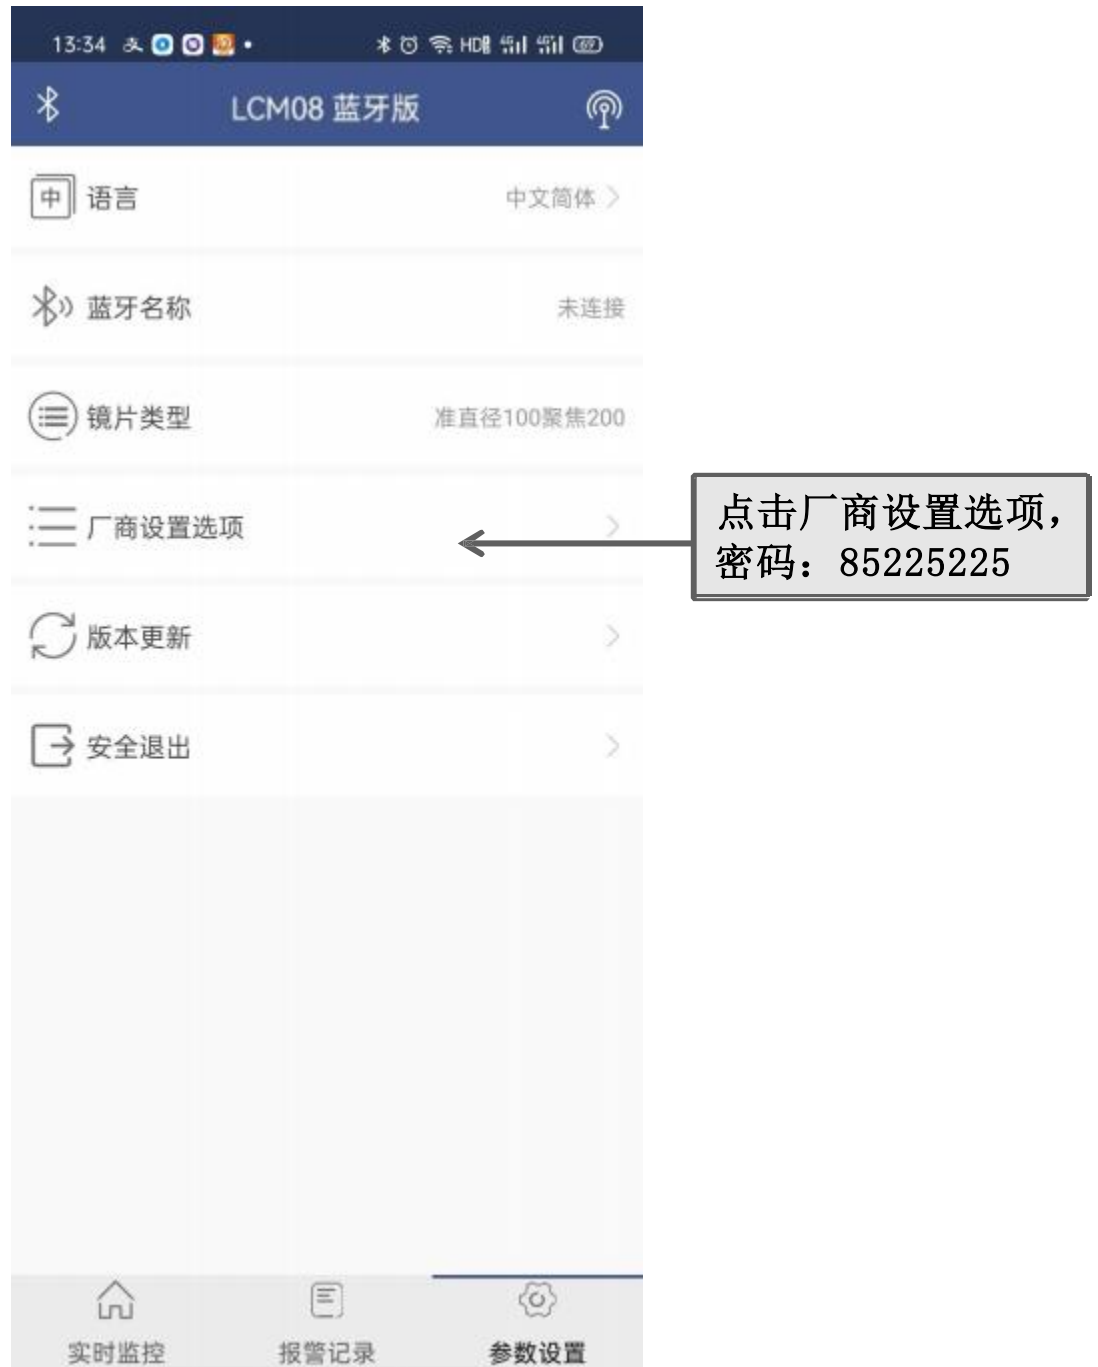 13:34
LCM08 蓝牙版
中 语言 中文简体
蓝牙名称 未连接
镜片类型 准直径100聚焦200
厂商设置选项
点击厂商设置选项，
密码：85225225
版本更新
安全退出
实时监控 报警记录 参数设置